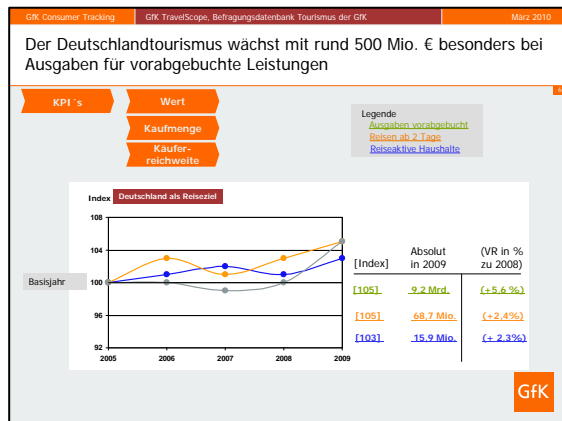 GfK Consumer Tracking
GfK TravelScope, Befragungsdatenbank Tourismus der GfK
März 2010
Der Deutschlandtourismus wächst mit rund 500 Mio. € besonders bei
Ausgaben für vorabgebuchte Leistungen
KPI´s
Wert
Kaufmenge
Käufer-
reichweite
Legende
Ausgaben vorabgebucht
Reisen ab 2 Tage
Reiseaktive Haushalte
Index
Deutschland als Reiseziel
108
104
100
96
92
2005
2006
2007
2008
2009
Basisjahr
[Index]
Absolut
in 2009
(VR in %
zu 2008)
[105]
9,2 Mrd.
(+5,6 %)
[105]
68,7 Mio.
(+2,4%)
[103]
15,9 Mio.
(+ 2,3%)
GfK